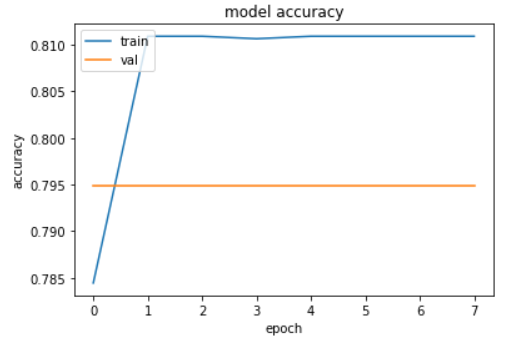 model accuracy
train
val
0.810
0.805
0.800
0.795
0.790
0.785
accuracy
0 1 2 3 4 5 6 7
epoch